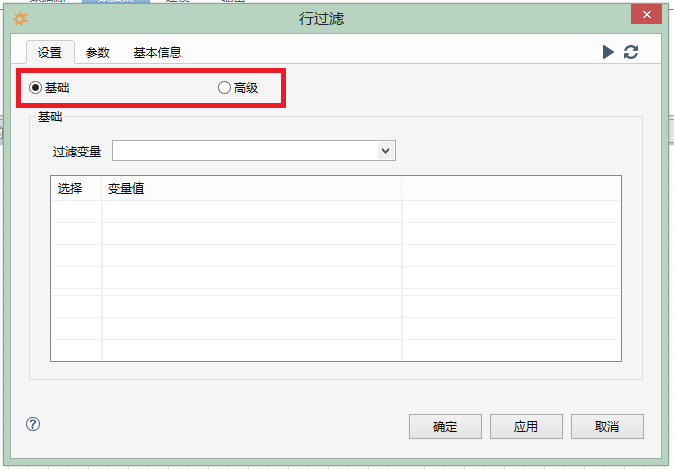 行过滤
设置 参数 基本信息
基础 高级
基础
过滤变量
选择 变量值
确定 应用 取消